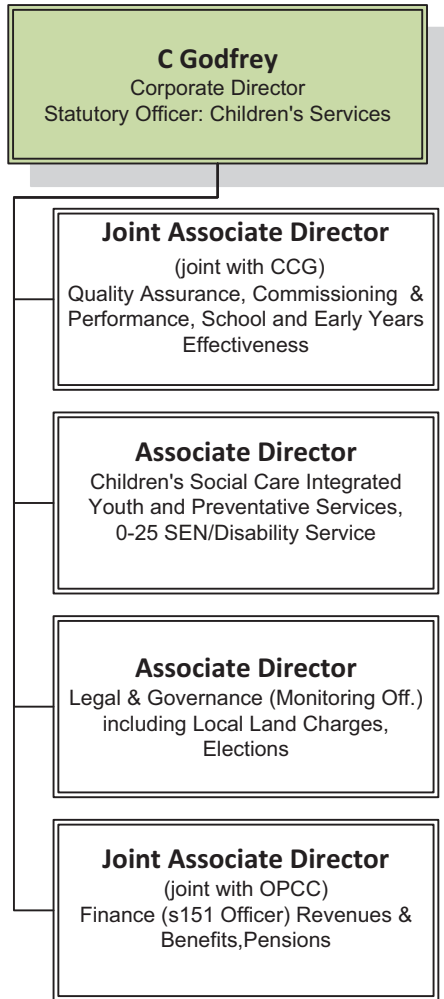 C Godfrey
Corporate Director
Statutory Officer: Children's Services
Joint Associate Director
(joint with CCG)
Quality Assurance, Commissioning &
Performance, School and Early Years
Effectiveness
Associate Director
Children's Social Care Integrated
Youth and Preventative Services,
0-25 SEN/Disability Service
Associate Director
Legal & Governance (Monitoring Off.)
including Local Land Charges,
Elections
Joint Associate Director
(joint with OPCC)
Finance (s151 Officer) Revenues &
Benefits,Pensions